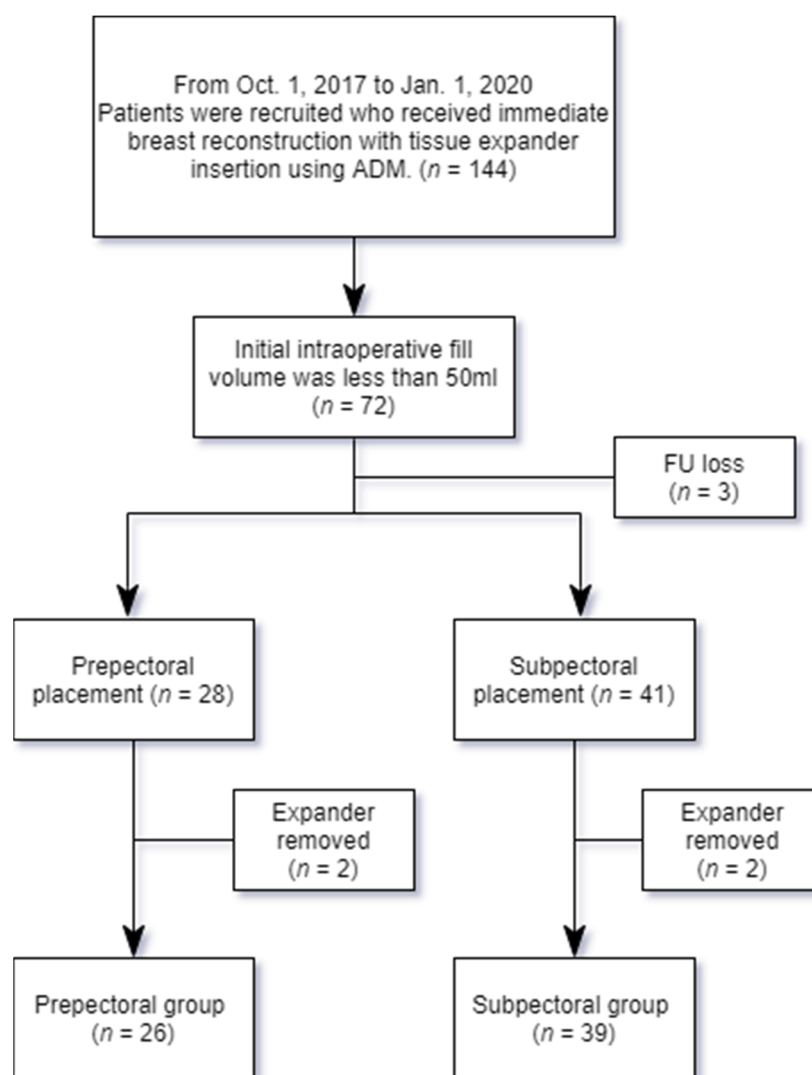 From Oct. 1, 2017 to Jan. 1, 2020
Patients were recruited who received immediate
breast reconstruction with tissue expander
insertion using ADM. (n = 144)
Initial intraoperative fill
volume was less than 50ml
(n = 72)
FU loss
(n = 3)
Prepectoral
placement (n = 28)
Subpectoral
placement (n = 41)
Expander
removed
(n = 2)
Expander
removed
(n = 2)
Prepectoral group
(n = 26)
Subpectoral group
(n = 39)